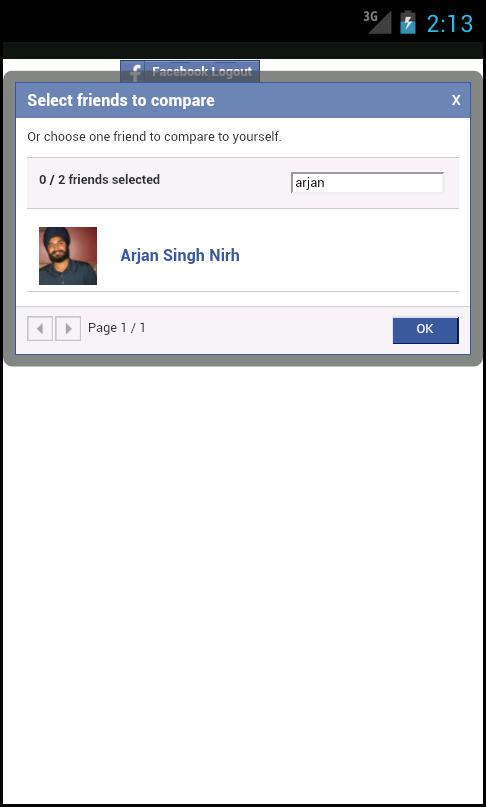 3G 2:13
f Facebook Logout
Select friends to compare X
Or choose one friend to compare to yourself.
0 / 2 friends selected arjan
Arjan Singh Nirh
Page 1 / 1 OK